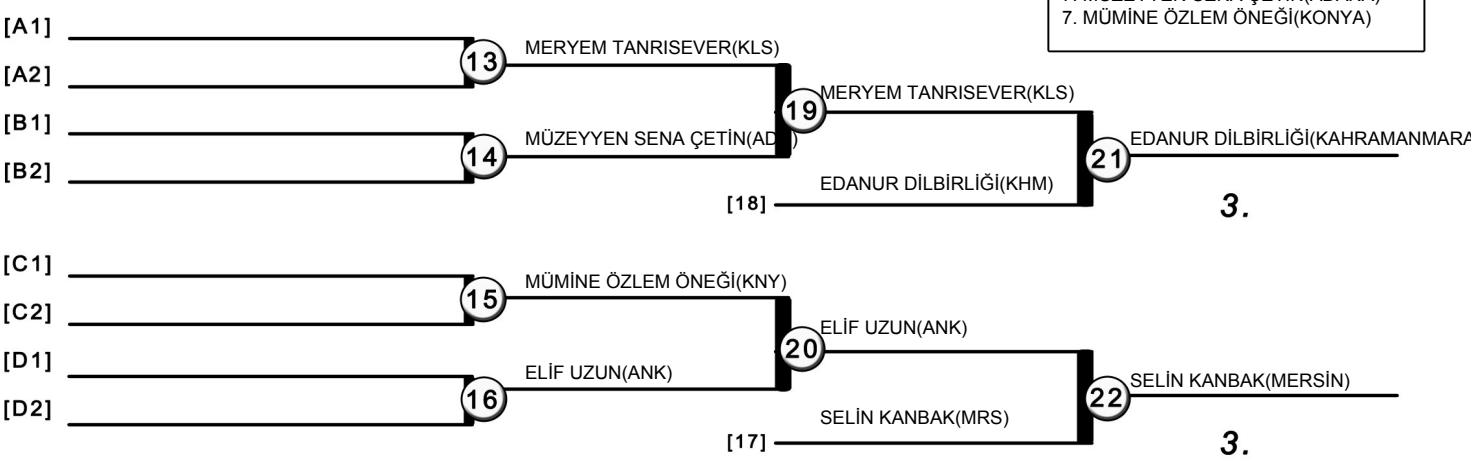 7. MÜMİNE ÖZLEM ÖNEĞİ(KONYA)
[A1]
[A2]
13
MERYEM TANRISEVER(KLS)
[B1]
[B2]
14
MÜZEYYEN SENA ÇETİN(AD
19
MERYEM TANRISEVER(KLS)
[18]
EDANUR DİLBİRLİĞİ(KHM)
21
EDANUR DİLBİRLİĞİ(KAHRAMANMARA
3.
[C1]
[C2]
15
MÜMİNE ÖZLEM ÖNEĞİ(KNY)
[D1]
[D2]
16
ELİF UZUN(ANK)
20
ELİF UZUN(ANK)
[17]
SELİN KANBAK(MRS)
22
SELİN KANBAK(MERSİN)
3.